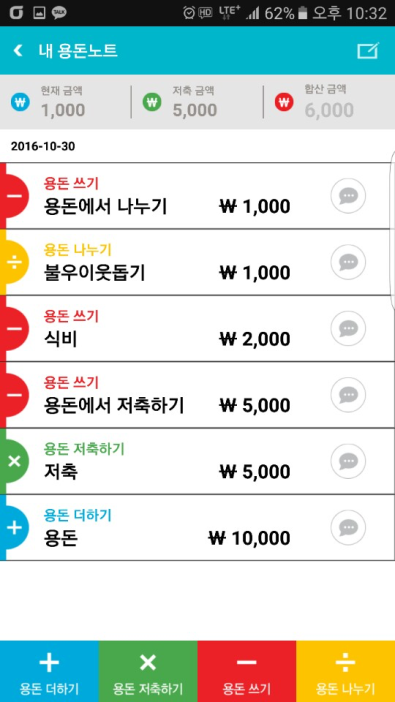 TALK HD LTE+ 62% 오후 10:32
내 용돈노트
현재 금액 저축 금액 합산 금액
₩ 1,000 ₩ 5,000 ₩ 6,000
2016-10-30
용돈 쓰기
용돈에서 나누기 ₩ 1,000
용돈 나누기
불우이웃돕기 ₩ 1,000
용돈 쓰기
식비 ₩ 2,000
용돈 쓰기
용돈에서 저축하기 ₩ 5,000
용돈 저축하기
저축 ₩ 5,000
용돈 더하기
용돈 ₩ 10,000
용돈 더하기 용돈 저축하기 용돈 쓰기 용돈 나누기